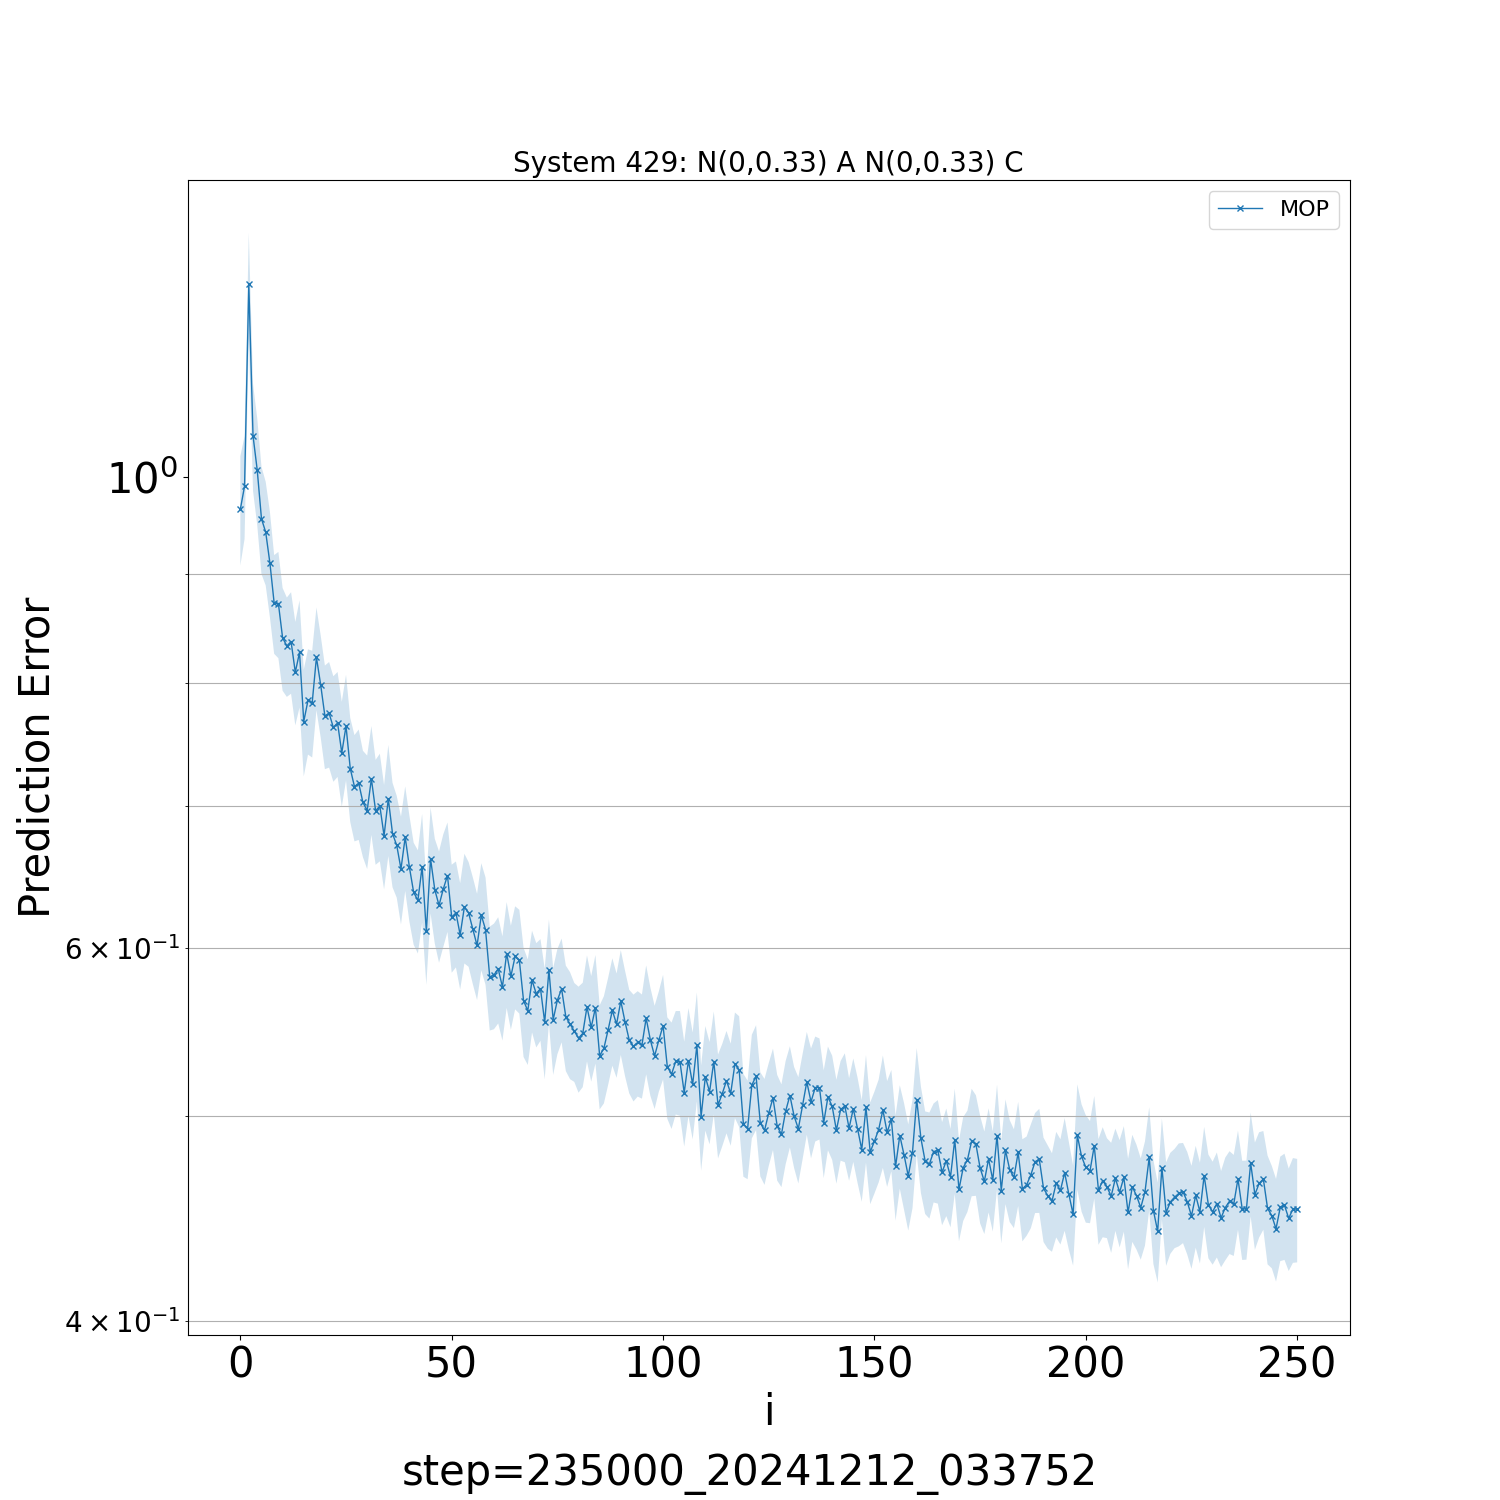 System 429: N(0,0.33) A N(0,0.33) C
MOP
10⁰
6 × 10⁻¹
4 × 10⁻¹
Prediction Error
0 50 100 150 200 250
i
step=235000_20241212_033752